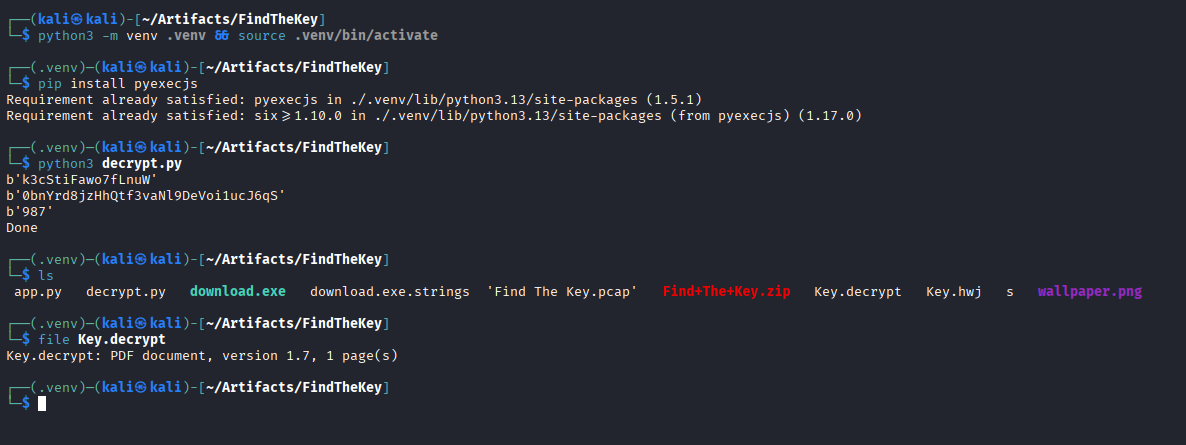 ┌──(kali㉿kali)-[~/Artifacts/FindTheKey]
└─$ python3 -m venv .venv && source .venv/bin/activate
┌──(.venv)─(kali㉿kali)-[~/Artifacts/FindTheKey]
└─$ pip install pyexecjs
Requirement already satisfied: pyexecjs in ./.venv/lib/python3.13/site-packages (1.5.1)
Requirement already satisfied: six>=1.10.0 in ./.venv/lib/python3.13/site-packages (from pyexecjs) (1.17.0)
┌──(.venv)─(kali㉿kali)-[~/Artifacts/FindTheKey]
└─$ python3 decrypt.py
b'k3cStiFawo7fLnuW'
b'0bnYrd8jzHhQtf3vaNl9DeVoi1ucJ6qS'
b'987'
Done
┌──(.venv)─(kali㉿kali)-[~/Artifacts/FindTheKey]
└─$ ls
app.py decrypt.py download.exe download.exe.strings 'Find The Key.pcap' Find+The+Key.zip Key.decrypt Key.hwj s wallpaper.png
┌──(.venv)─(kali㉿kali)-[~/Artifacts/FindTheKey]
└─$ file Key.decrypt
Key.decrypt: PDF document, version 1.7, 1 page(s)
┌──(.venv)─(kali㉿kali)-[~/Artifacts/FindTheKey]
└─$